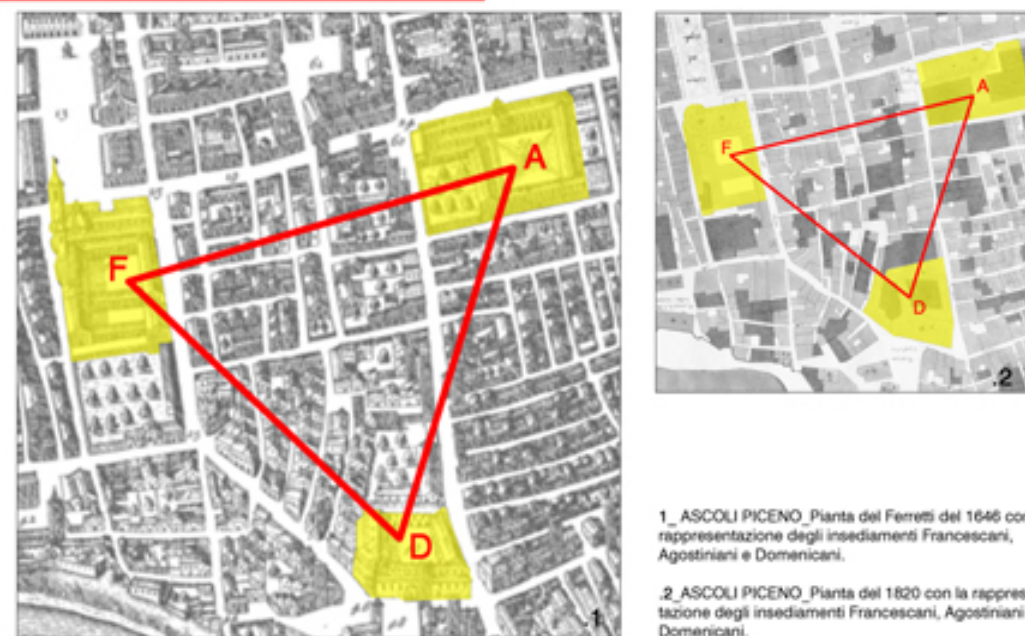 F
A
D
.1
F
A
D
.2
1_ ASCOLI PICENO_Pianta del Ferretti del 1646 co
rappresentazione degli insediamenti Francescani,
Agostiniani e Domenicani.
.2_ASCOLI PICENO_Pianta del 1820 con la rappres
tazione degli insediamenti Francescani, Agostiniani
Domenicani.